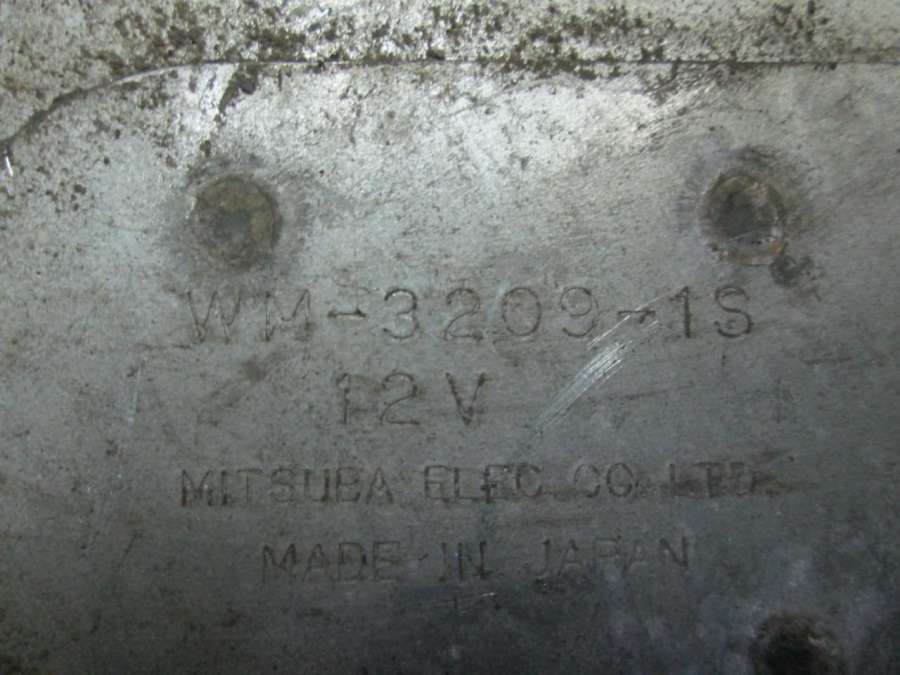 WM-3209-1S
12V
MITSUBA ELEC. CO. LTD.
MADE IN JAPAN